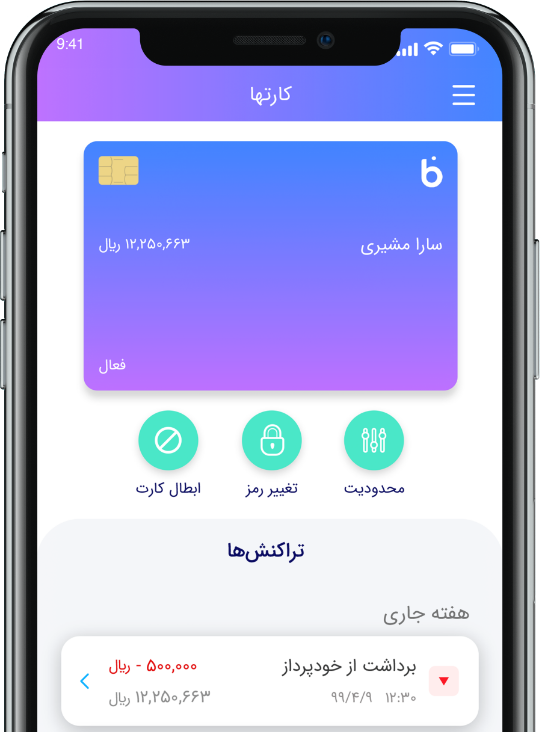 9:41
کارتها
b
سارا مشیری ۱۲,۲۵۰,۶۶۳ ریال
فعال
محدودیت تغییر رمز ابطال کارت
تراکنش‌ها
هفته جاری
برداشت از خودپرداز ۵۰۰,۰۰۰ - ریال
۱۲:۳۰ ۹۹/۴/۹ ۱۲,۲۵۰,۶۶۳ ریال